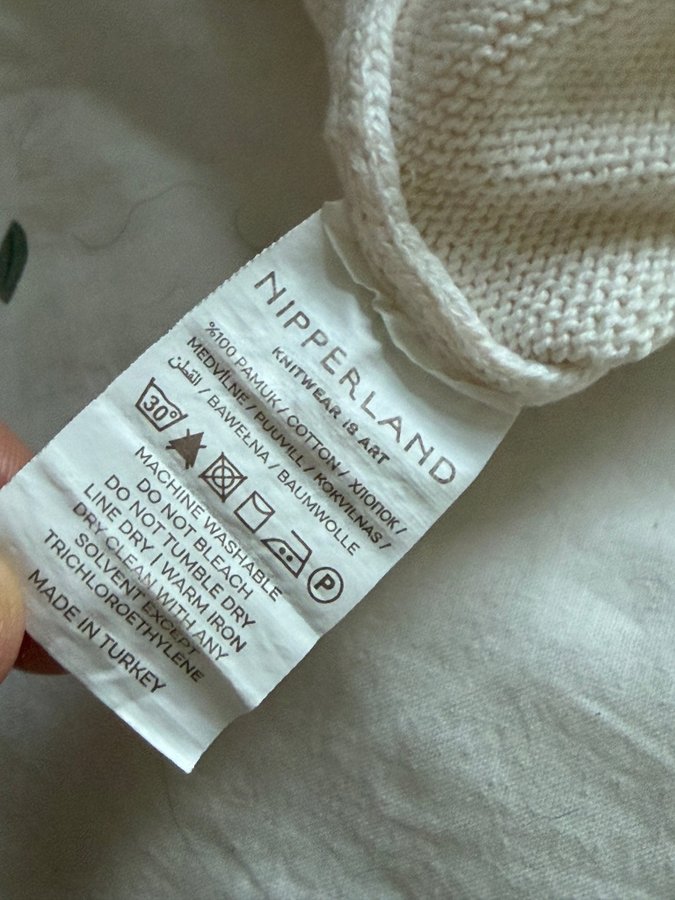 NIPPERLAND
KNITWEAR IS ART
%100 PAMUK / COTTON / ХЛОПОК /
MEDVILNE / PUUVILL / KOKVILNAS /
القطن / BAWEŁNA / BAUMWOLLE
30°
P
MACHINE WASHABLE
DO NOT BLEACH
DO NOT TUMBLE DRY
LINE DRY | WARM IRON
DRY CLEAN WITH ANY
SOLVENT EXCEPT
TRICHLOROETHYLENE
MADE IN TURKEY